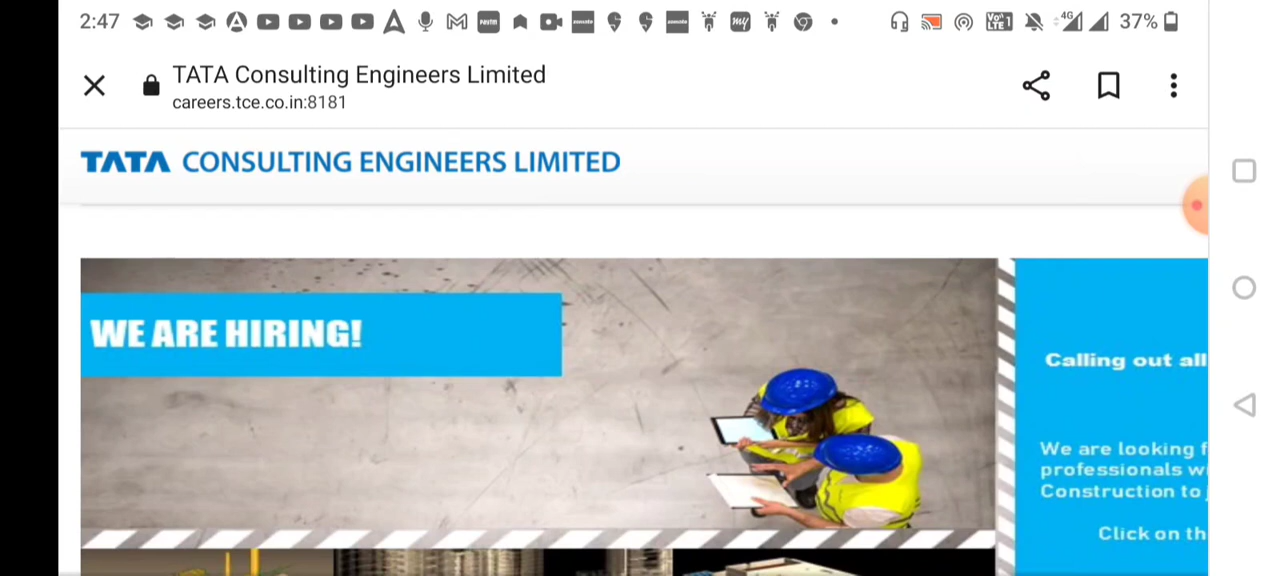 2:47
37%
TATA Consulting Engineers Limited
careers.tce.co.in:8181
TATA CONSULTING ENGINEERS LIMITED
WE ARE HIRING!
Calling out all
We are looking
professionals
Construction to
Click on